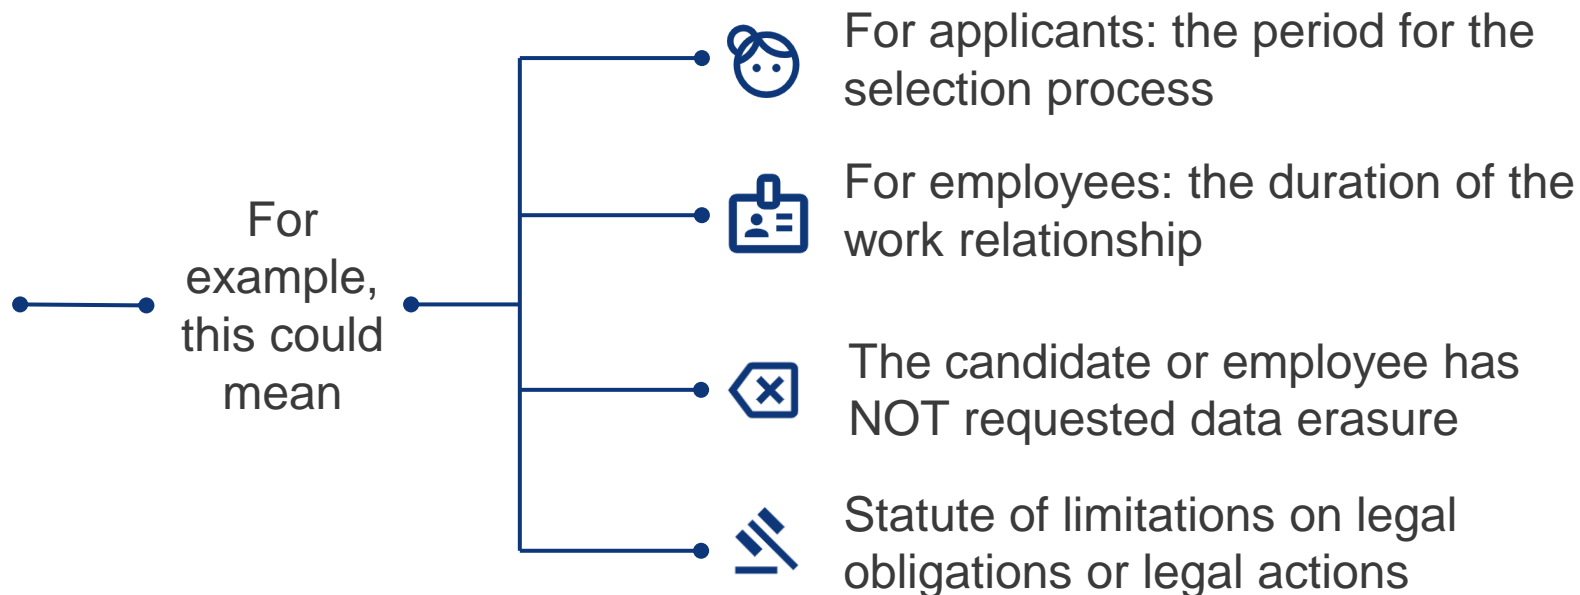 For
example,
this could
mean
For applicants: the period for the
selection process
For employees: the duration of the
work relationship
The candidate or employee has
NOT requested data erasure
Statute of limitations on legal
obligations or legal actions